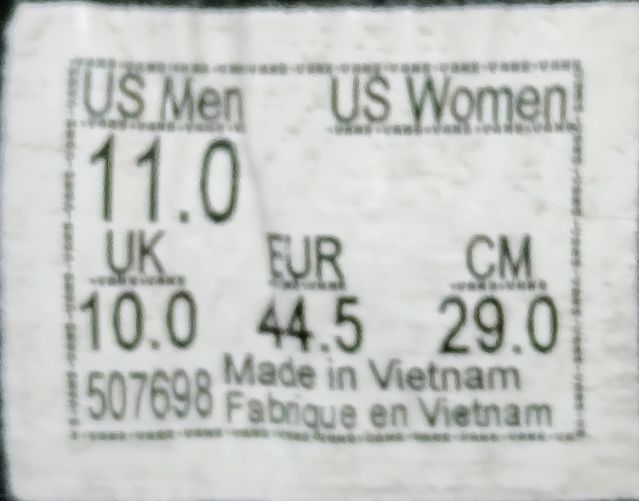 US Men US Women
11.0
UK EUR CM
10.0 44.5 29.0
507698 Made in Vietnam
Fabrique en Vietnam